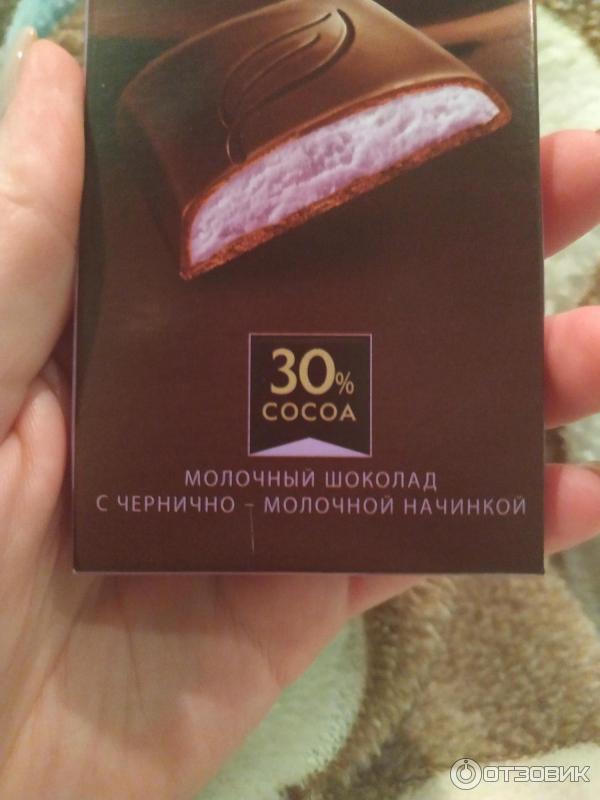 30%
COCOA
МОЛОЧНЫЙ ШОКОЛАД
С ЧЕРНИЧНО – МОЛОЧНОЙ НАЧИНКОЙ
ОТЗОВИК